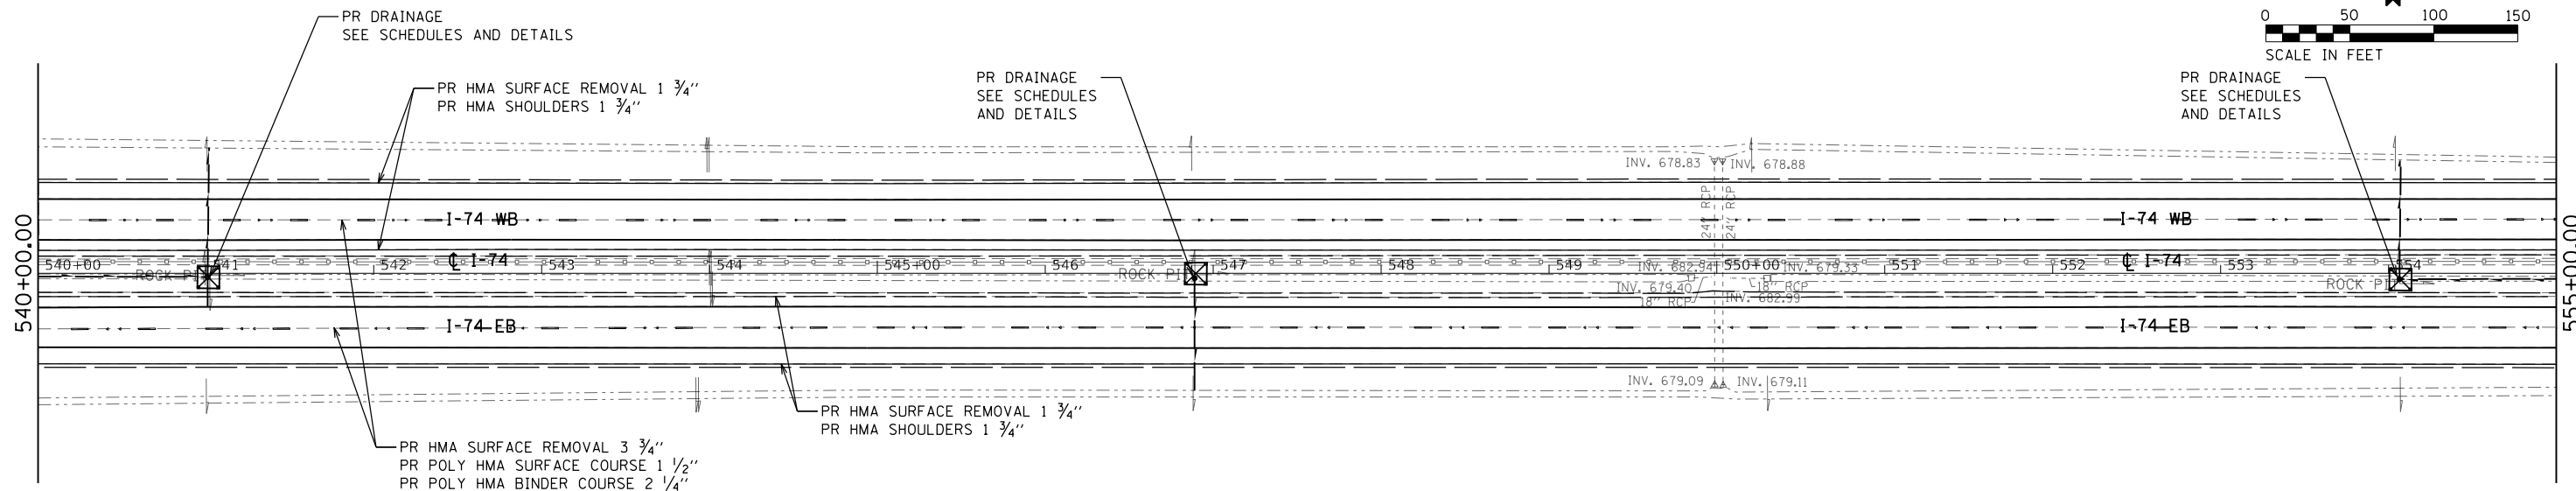 PR DRAINAGE
SEE SCHEDULES AND DETAILS
0 50 100 150
SCALE IN FEET
PR HMA SURFACE REMOVAL 1 3/4"
PR HMA SHOULDERS 1 3/4"
PR DRAINAGE
SEE SCHEDULES
AND DETAILS
PR DRAINAGE
SEE SCHEDULES
AND DETAILS
INV. 678.83
INV. 678.88
24" RCP
24" RCP
I-74 WB
I-74 WB
540+00.00
555+00.00
℄ I-74
℄ I-74
540+00 541 542 543 544 545+00 546 547 548 549 550+00 551 552 553 554
ROCK
ROCK
ROCK
INV. 682.94
INV. 679.33
INV. 679.40
18" RCP
18" RCP
INV. 682.99
I-74 EB
I-74 EB
INV. 679.09
INV. 679.11
PR HMA SURFACE REMOVAL 1 3/4"
PR HMA SHOULDERS 1 3/4"
PR HMA SURFACE REMOVAL 3 3/4"
PR POLY HMA SURFACE COURSE 1 1/2"
PR POLY HMA BINDER COURSE 2 1/4"